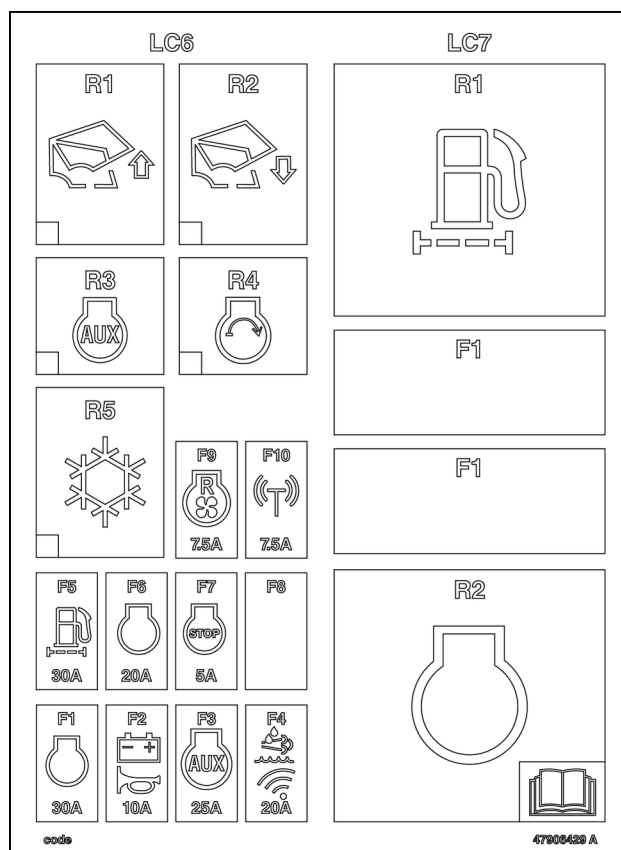 LC6 LC7
R1 R2 R1
R3 R4
AUX
F1
R5
F9 F10
R
7.5A 7.5A
F1
F5 F6 F7 F8
STOP
30A 20A 5A
R2
F1 F2 F3 F4
- +
AUX
30A 10A 25A 20A
code 47906429 A